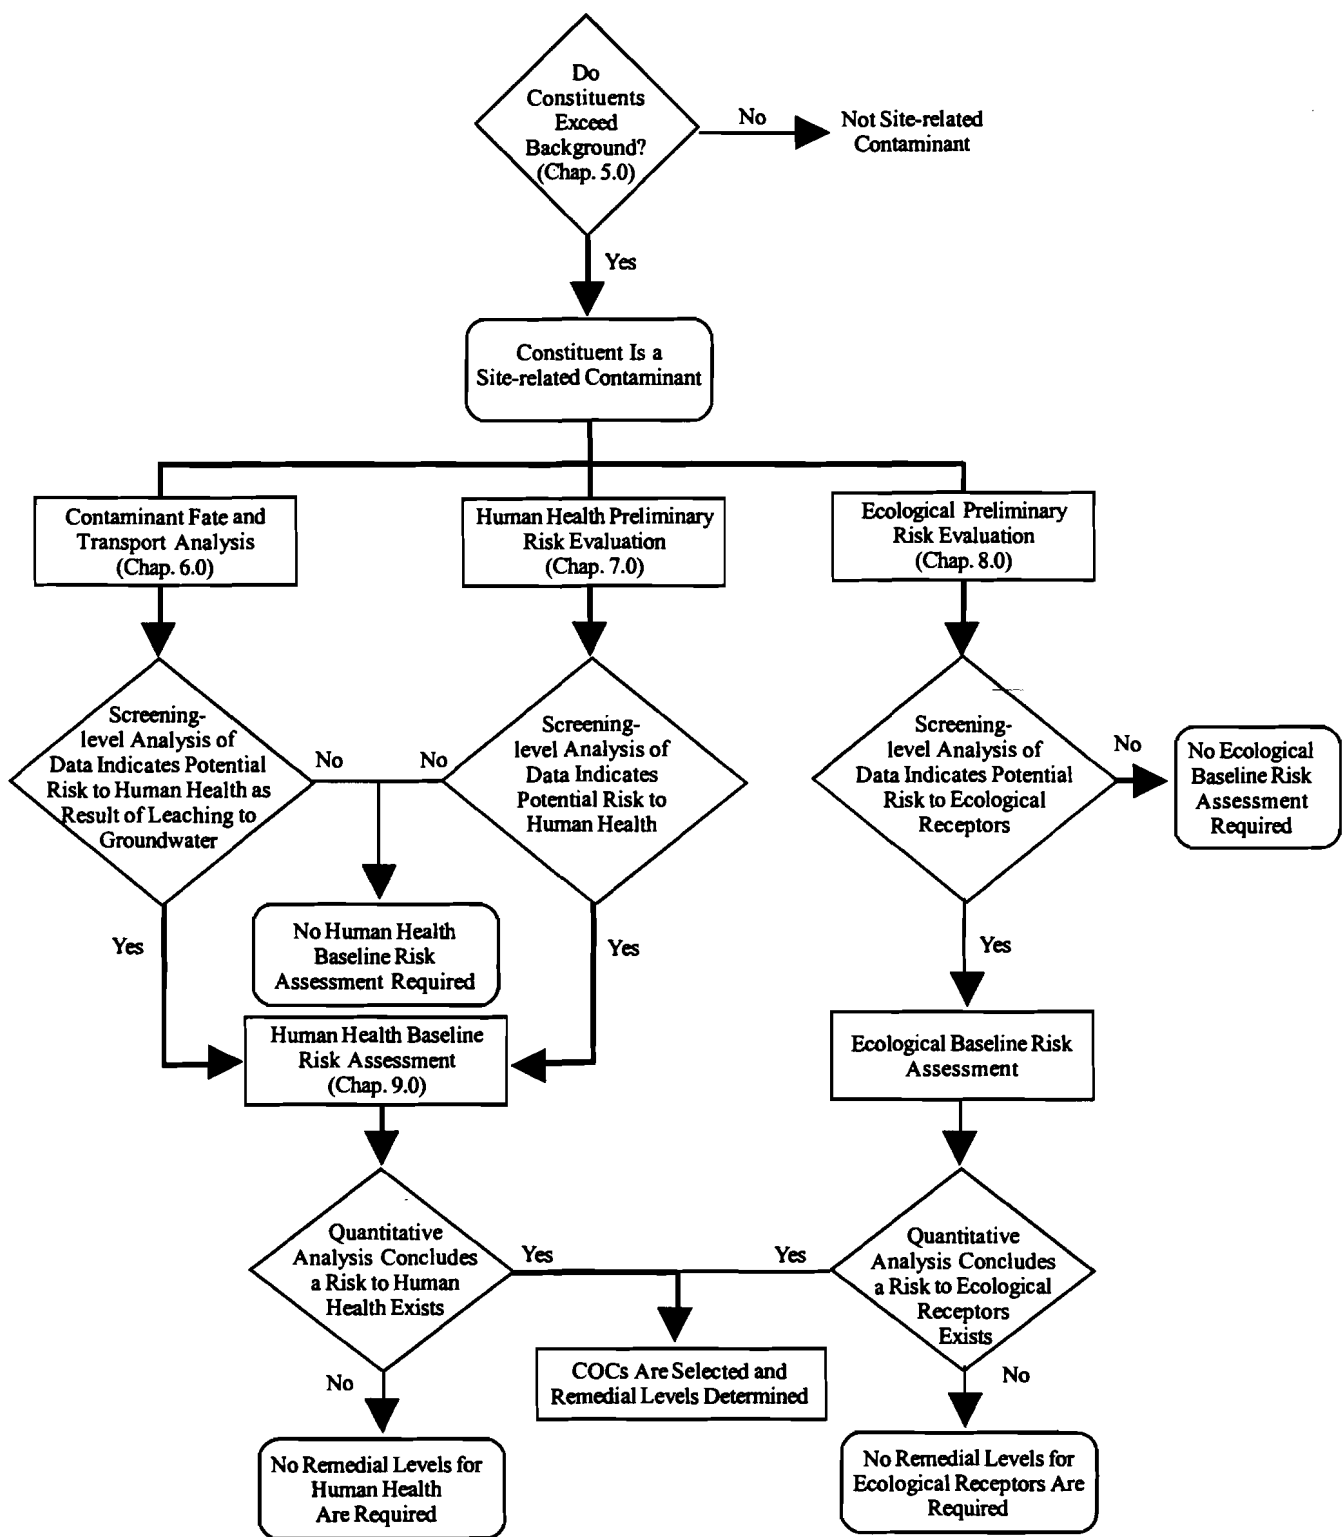 Do
Constituents
Exceed
Background?
(Chap. 5.0)
No
Not Site-related
Contaminant
Yes
Constituent Is a
Site-related Contaminant
Contaminant Fate and
Transport Analysis
(Chap. 6.0)
Human Health Preliminary
Risk Evaluation
(Chap. 7.0)
Ecological Preliminary
Risk Evaluation
(Chap. 8.0)
Screening-
level Analysis of
Data Indicates Potential
Risk to Human Health as
Result of Leaching to
Groundwater
No
No
Screening-
level Analysis of
Data Indicates
Potential Risk to
Human Health
Screening-
level Analysis of
Data Indicates Potential
Risk to Ecological
Receptors
No
No Ecological
Baseline Risk
Assessment
Required
Yes
No Human Health
Baseline Risk
Assessment Required
Yes
Yes
Human Health Baseline
Risk Assessment
(Chap. 9.0)
Ecological Baseline Risk
Assessment
Quantitative
Analysis Concludes
a Risk to Human
Health Exists
Yes
Yes
Quantitative
Analysis Concludes
a Risk to Ecological
Receptors
Exists
COCs Are Selected and
Remedial Levels Determined
No
No
No Remedial Levels for
Human Health
Are Required
No Remedial Levels for
Ecological Receptors Are
Required